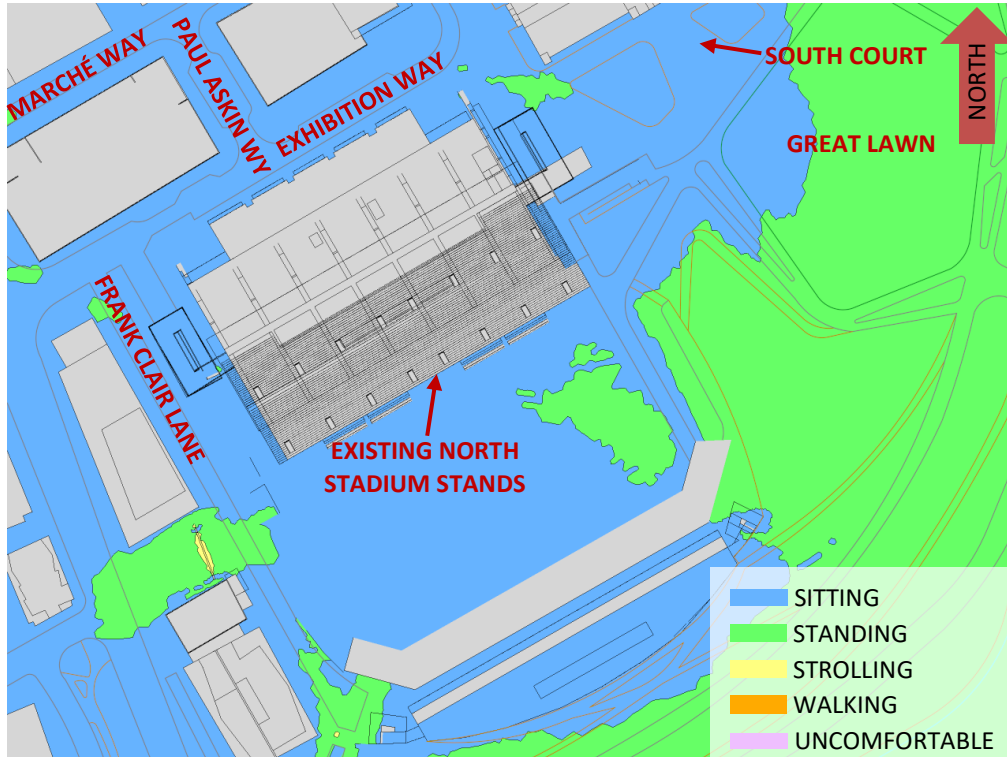 MARCHÉ WAY
PAUL ASKIN WY
EXHIBITION WAY
SOUTH COURT
NORTH
GREAT LAWN
FRANK CLAIR LANE
EXISTING NORTH
STADIUM STANDS
SITTING
STANDING
STROLLING
WALKING
UNCOMFORTABLE